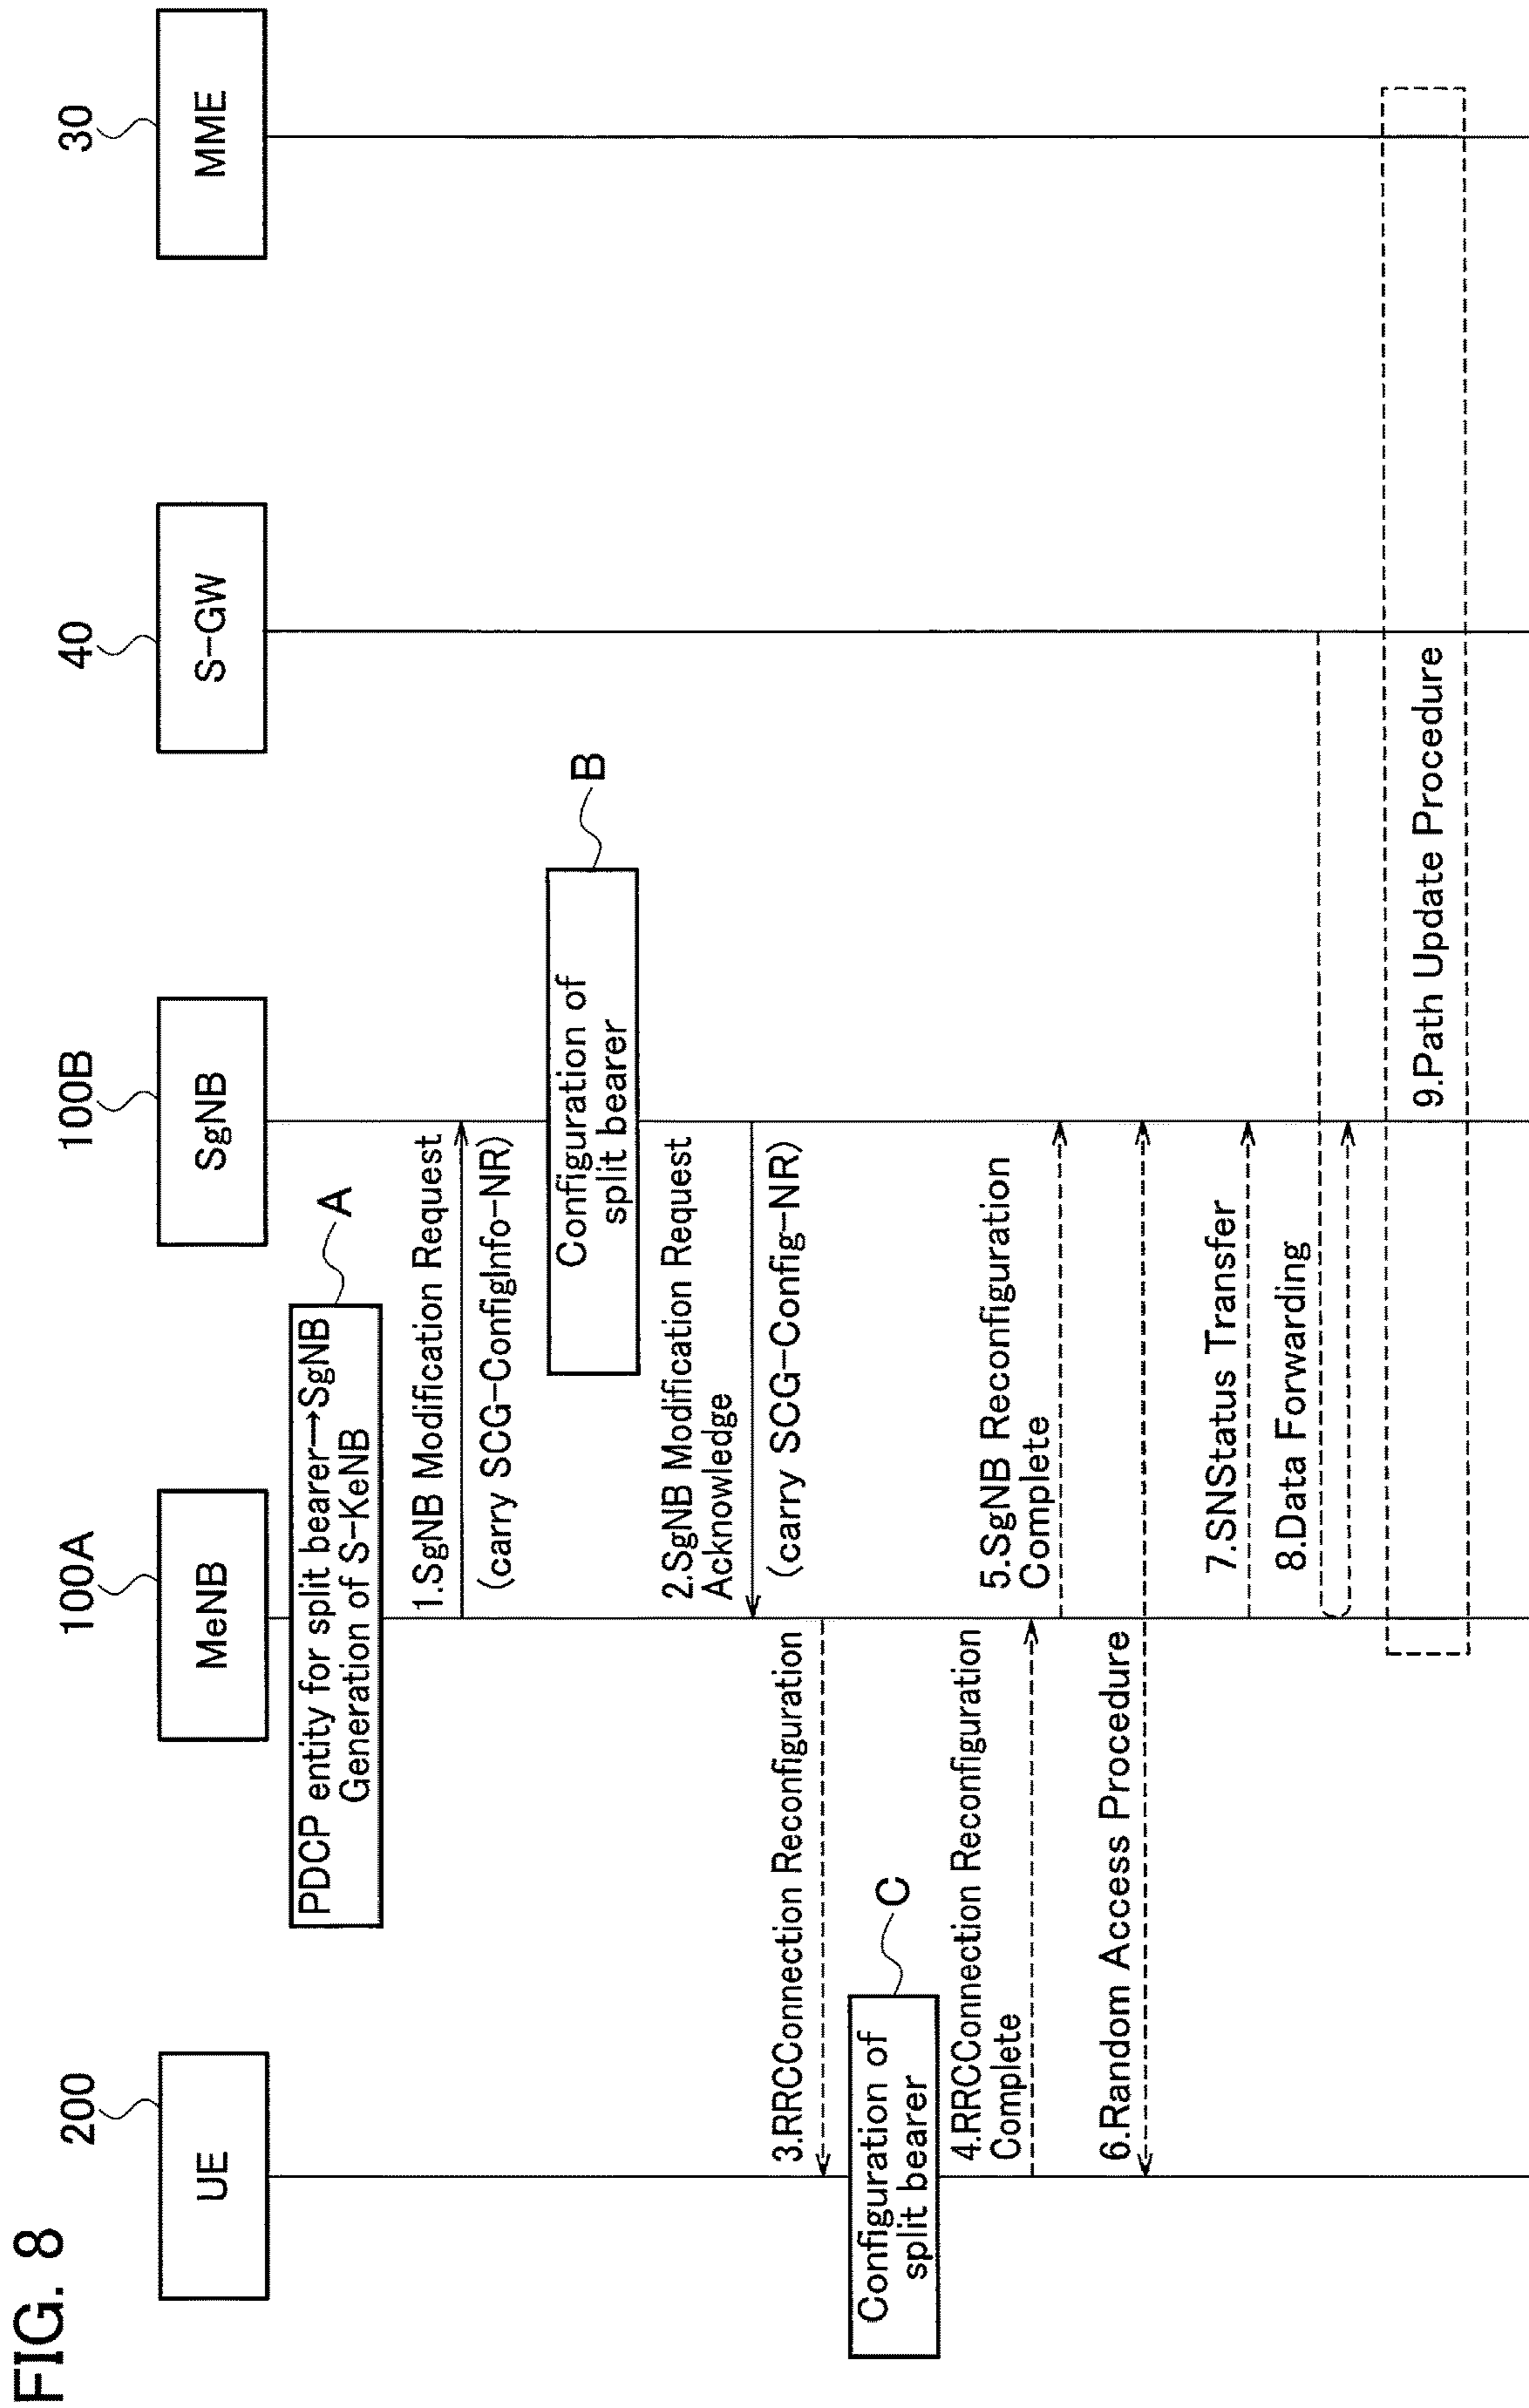 FIG. 8
200
100A
100B
40
30
UE
MeNB
SgNB
S-GW
MME
PDCP entity for split bearer→SgNB
Generation of S-KeNB
A
1.SgNB Modification Request
(carry SCG-ConfigInfo-NR)
Configuration of
split bearer
B
2.SgNB Modification Request
Acknowledge
(carry SCG-Config-NR)
3.RRCConnection Reconfiguration
Configuration of
split bearer
C
4.RRCConnection Reconfiguration
Complete
5.SgNB Reconfiguration
Complete
6.Random Access Procedure
7.SNStatus Transfer
8.Data Forwarding
9.Path Update Procedure